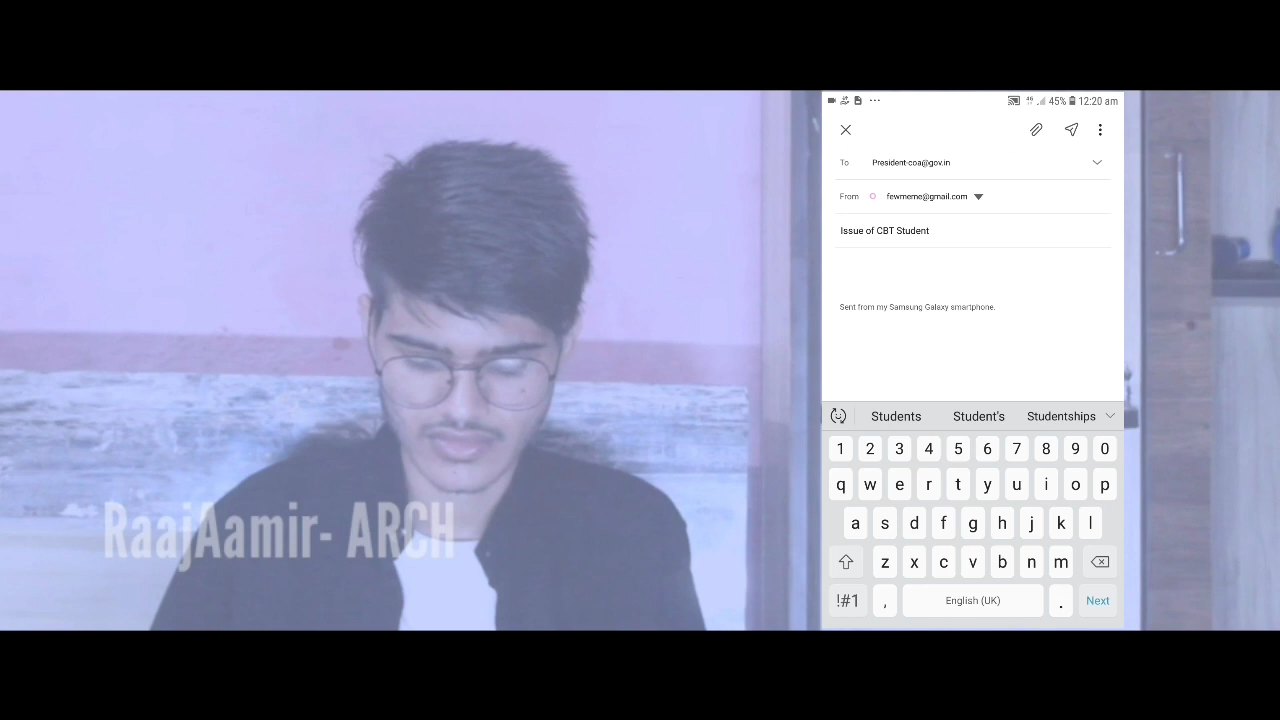 45% 12:20 am
To President-coa@gov.in
From fewmeme@gmail.com
Issue of CBT Student
Sent from my Samsung Galaxy smartphone.
Students Student's Studentships
1 2 3 4 5 6 7 8 9 0
q w e r t y u i o p
a s d f g h j k l
z x c v b n m
!#1 , English (UK) . Next
RaajAamir- ARCH